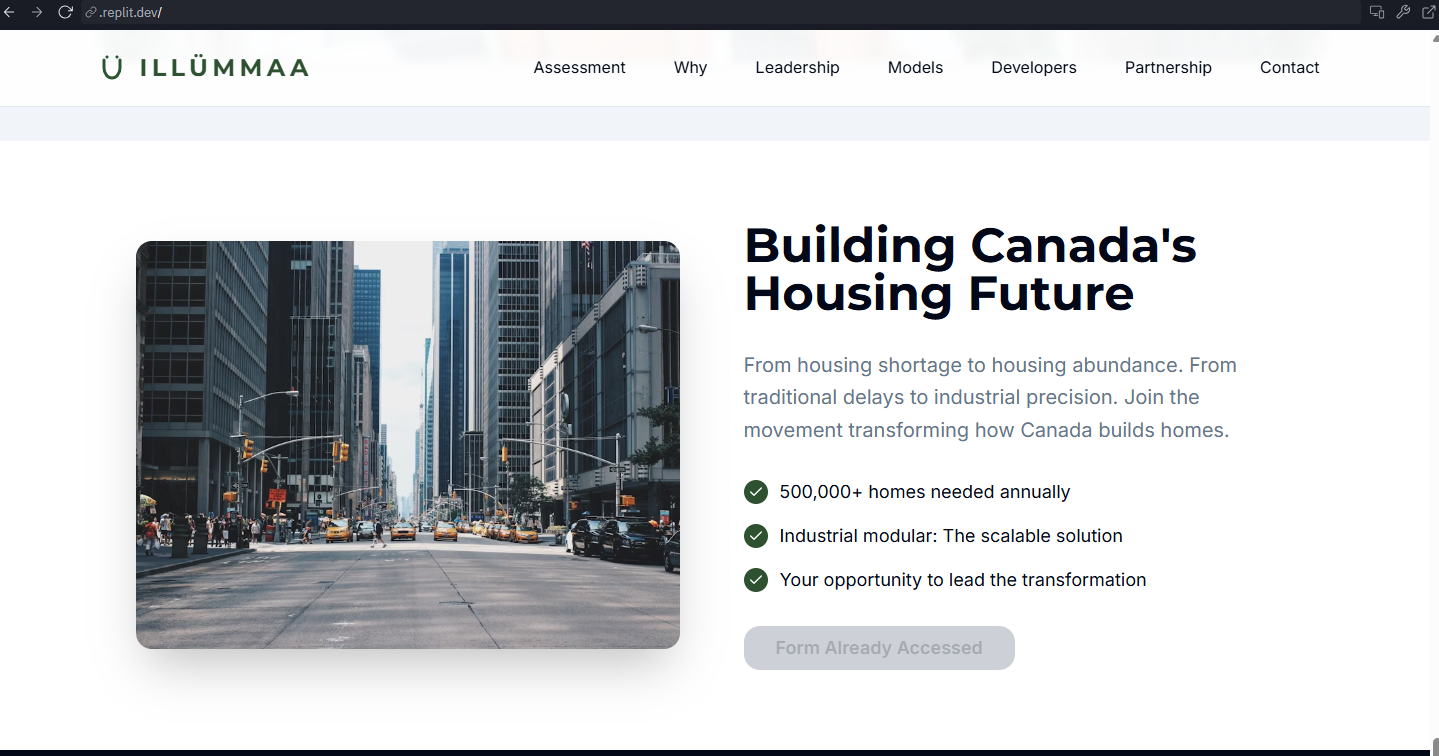 .replit.dev/
ILLÜMMAA
Assessment
Why
Leadership
Models
Developers
Partnership
Contact
Building Canada's
Housing Future
From housing shortage to housing abundance. From
traditional delays to industrial precision. Join the
movement transforming how Canada builds homes.
500,000+ homes needed annually
Industrial modular: The scalable solution
Your opportunity to lead the transformation
Form Already Accessed